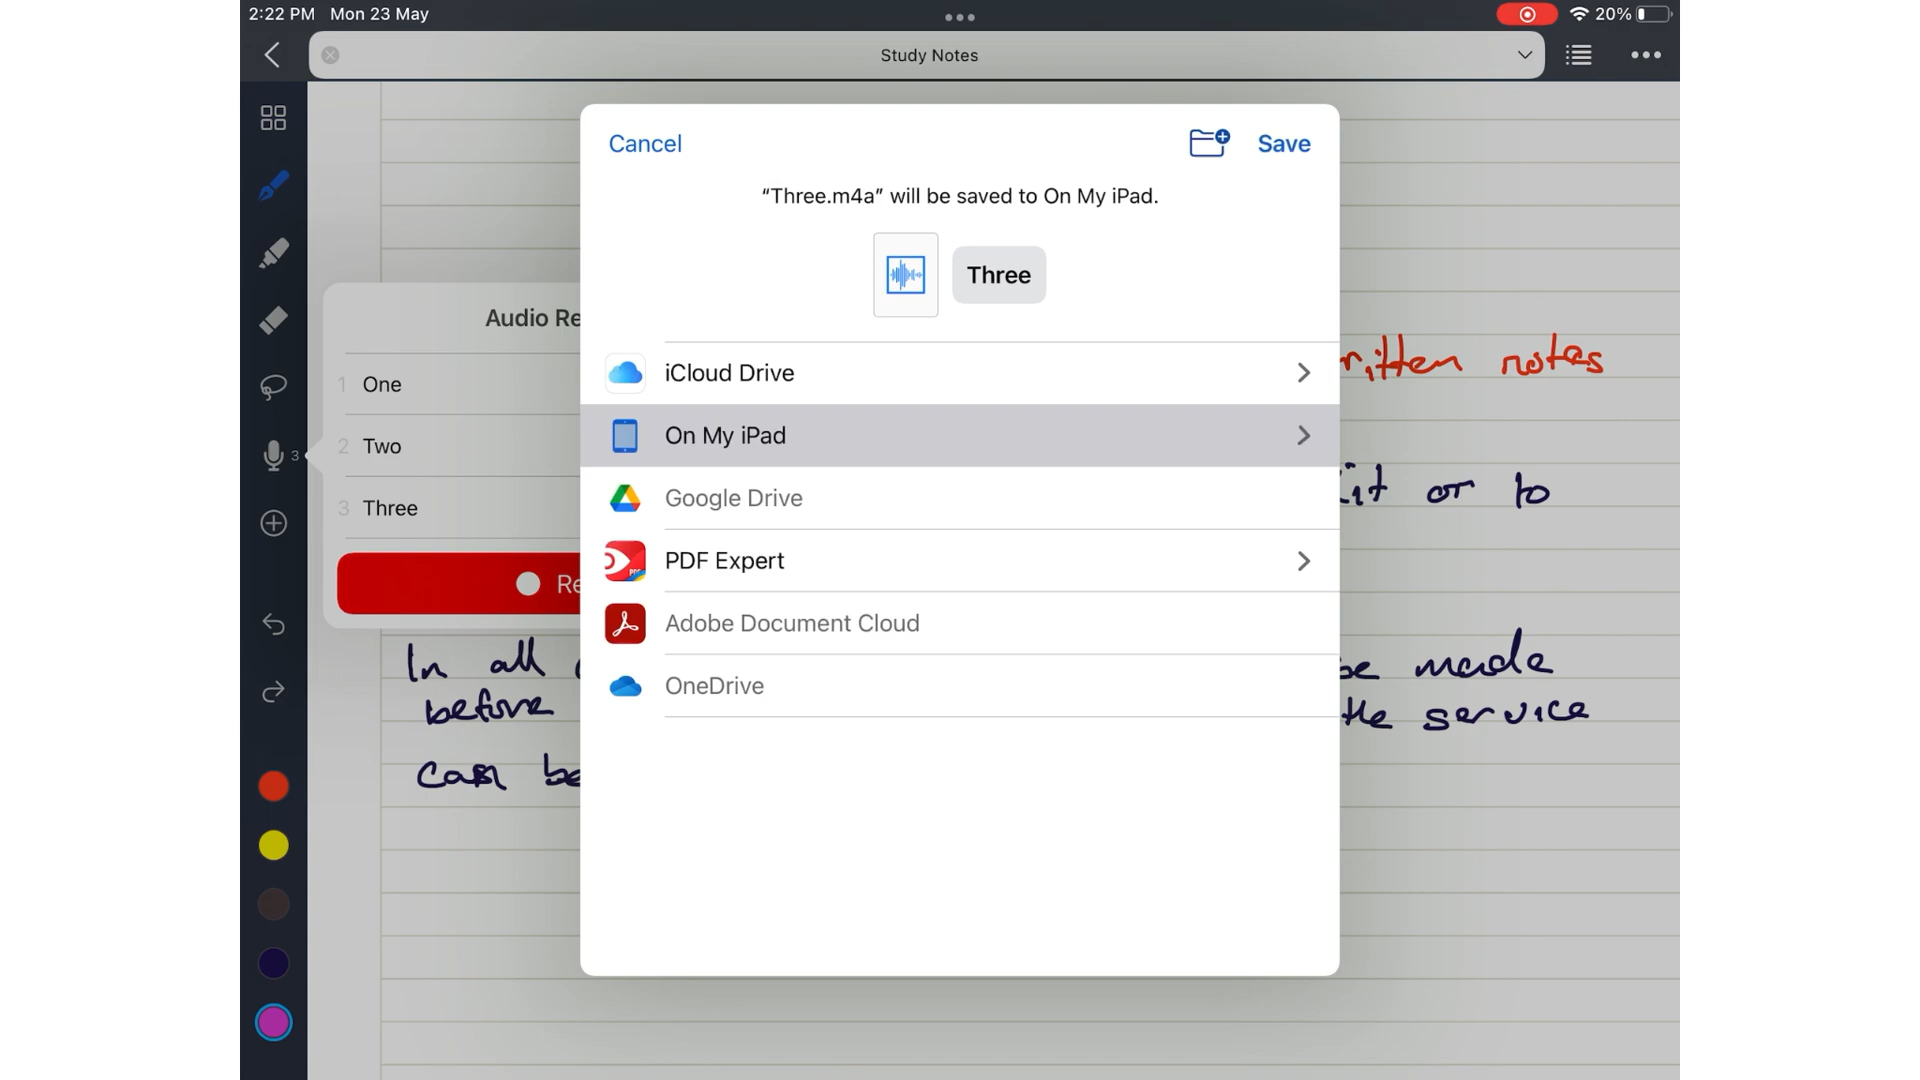 2:22 PM Mon 23 May
20%
Study Notes
Cancel
Save
“Three.m4a” will be saved to On My iPad.
Three
iCloud Drive
On My iPad
Google Drive
PDF Expert
Adobe Document Cloud
OneDrive
Audio Re
1 One
2 Two
3 Three
Re
3
ritten notes
it or to
In all
be made
before
the service
can be